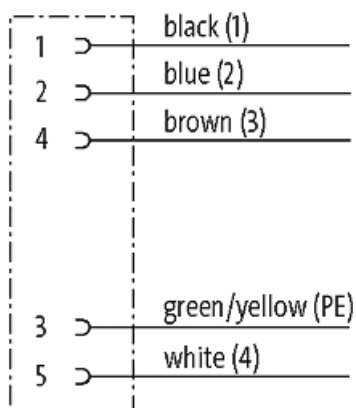 1 black (1)
2 blue (2)
4 brown (3)
3 green/yellow (PE)
5 white (4)